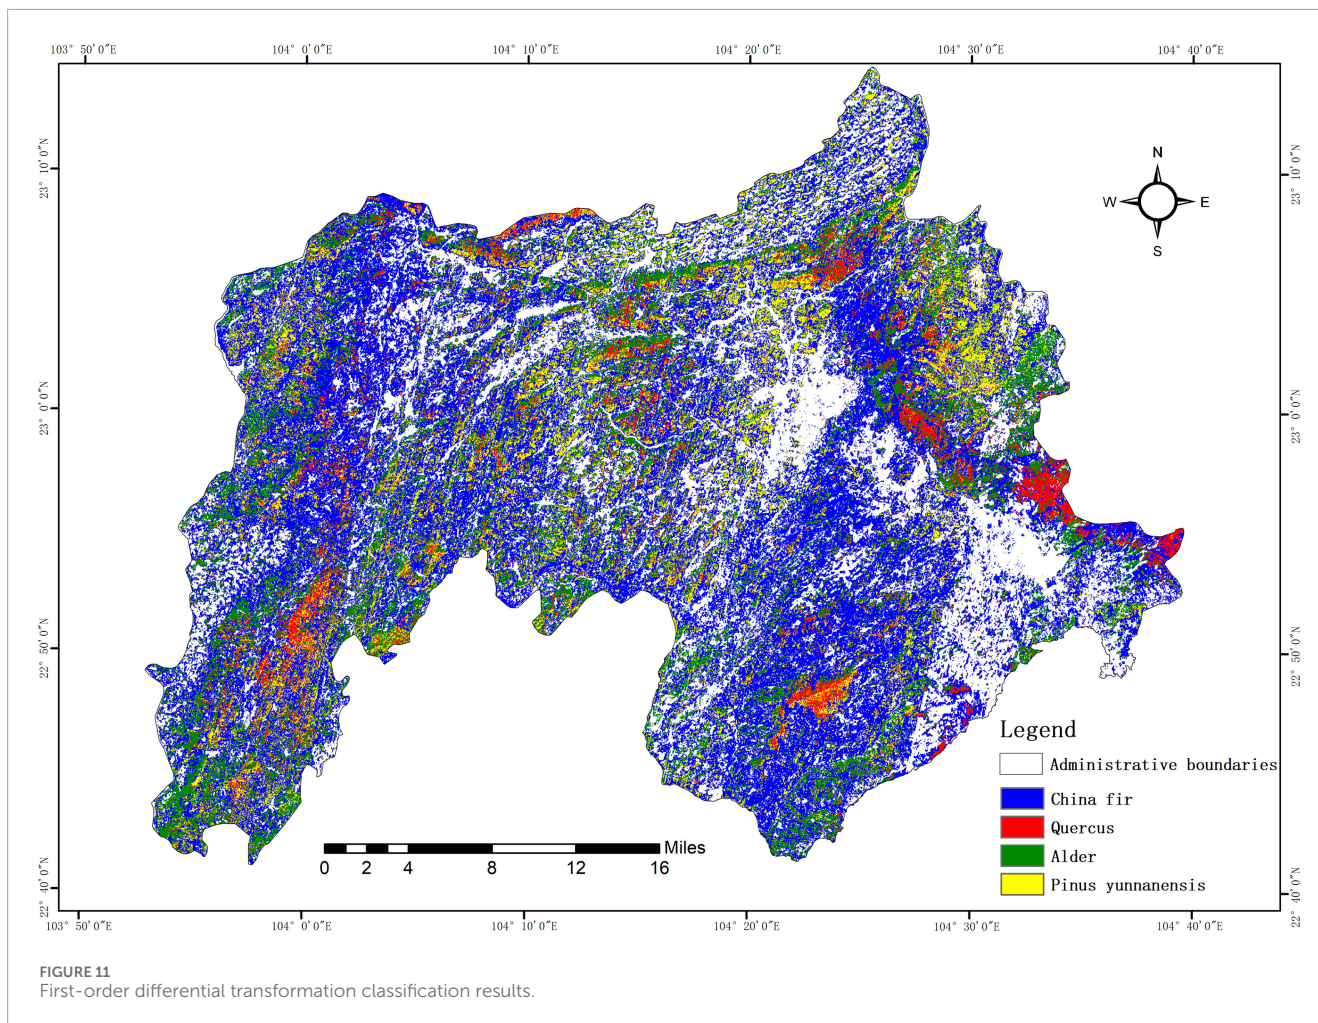 103° 50′0″E 104° 0′0″E 104° 10′0″E 104° 20′0″E 104° 30′0″E 104° 40′0″E
23° 10′0″N
23° 10′0″N
N
W E
S
23° 0′0″N
23° 0′0″N
22° 50′0″N
22° 50′0″N
Legend
Administrative boundaries
China fir
Quercus
Alder
Pinus yunnanensis
Miles
0 2 4 8 12 16
22° 40′0″N
22° 40′0″N
103° 50′0″E 104° 0′0″E 104° 10′0″E 104° 20′0″E 104° 30′0″E 104° 40′0″E
FIGURE 11
First-order differential transformation classification results.